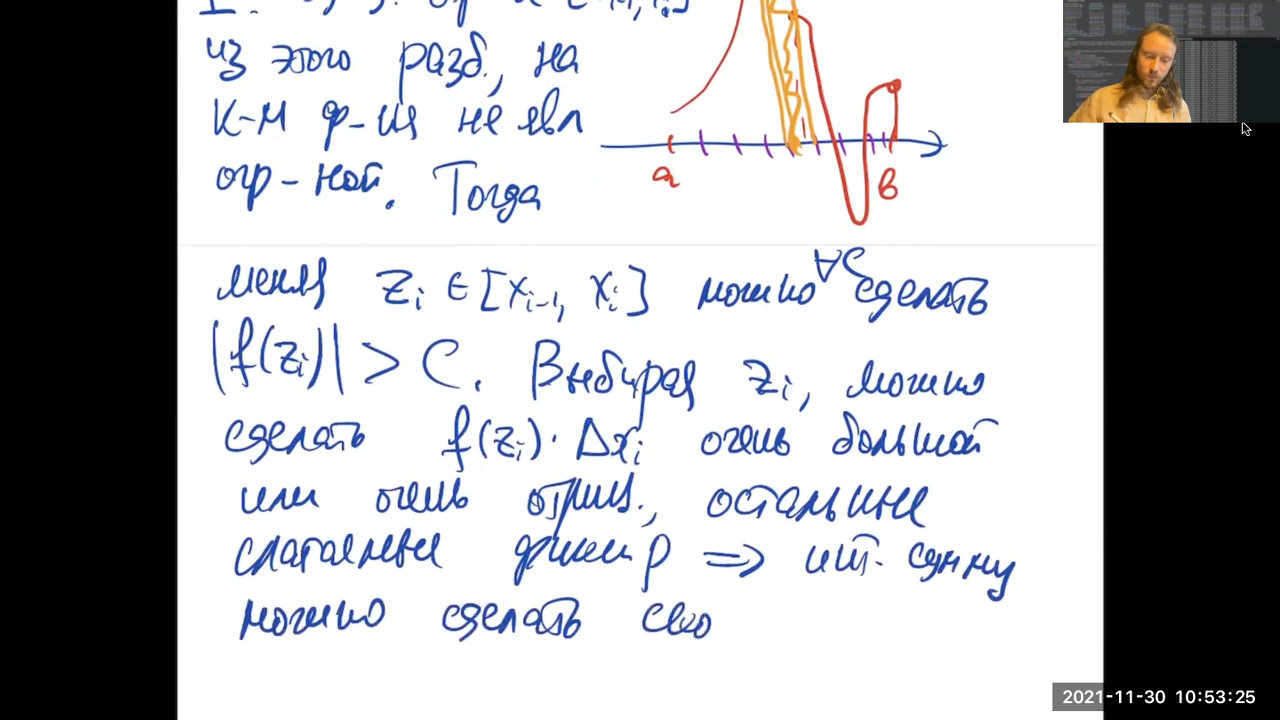 из этого разб., на
к-м ф-ия не явл
огр-ной. Тогда
a
b
меняя zᵢ ∈ [xᵢ₋₁, xᵢ] можно ∀C сделать
|f(zᵢ)| > C. Выбирая zᵢ, можно
сделать f(zᵢ)·Δxᵢ очень большой
или очень отриц., остальные
слагаемые фиксир ⇒ инт. сумму
можно сделать ско
2021-11-30 10:53:25